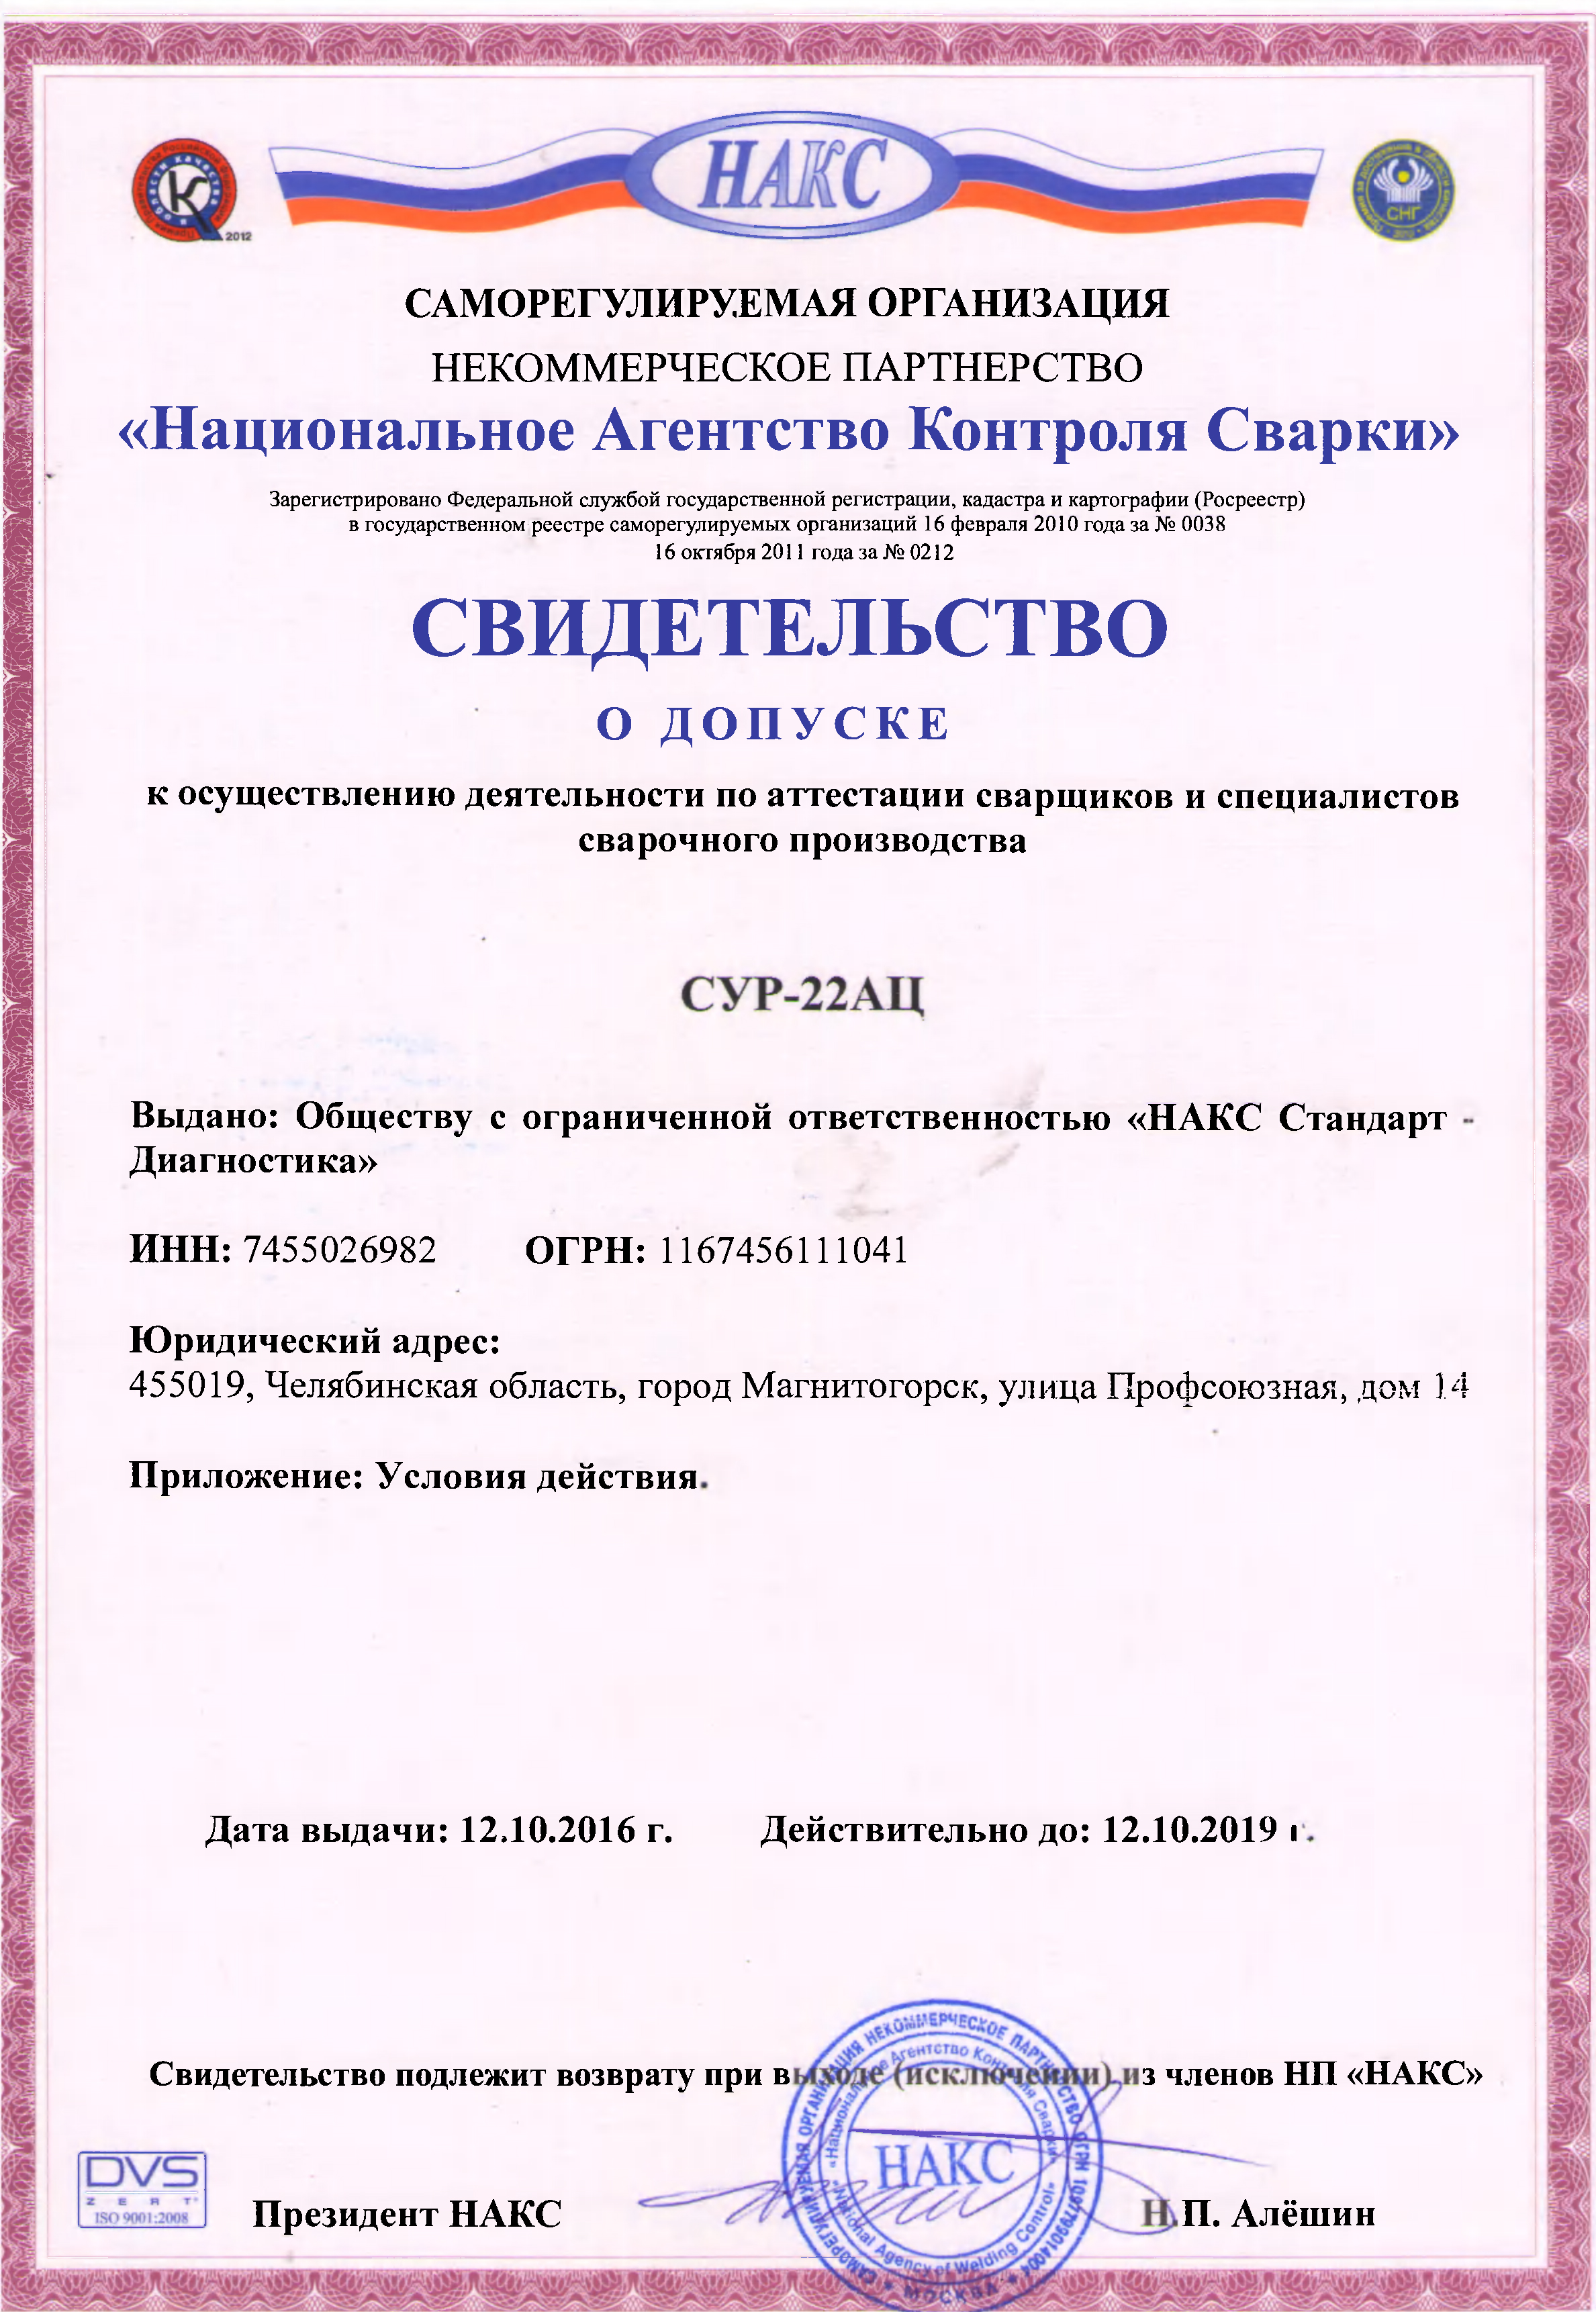 НАКС
2012
СНГ
САМОРЕГУЛИРУЕМАЯ ОРГАНИЗАЦИЯ
НЕКОММЕРЧЕСКОЕ ПАРТНЕРСТВО
«Национальное Агентство Контроля Сварки»
Зарегистрировано Федеральной службой государственной регистрации, кадастра и картографии (Росреестр)
в государственном реестре саморегулируемых организаций 16 февраля 2010 года за № 0038
16 октября 2011 года за № 0212
СВИДЕТЕЛЬСТВО
О ДОПУСКЕ
к осуществлению деятельности по аттестации сварщиков и специалистов
сварочного производства
СУР-22АЦ
Выдано: Обществу с ограниченной ответственностью «НАКС Стандарт -
Диагностика»
ИНН: 7455026982 ОГРН: 1167456111041
Юридический адрес:
455019, Челябинская область, город Магнитогорск, улица Профсоюзная, дом 14
Приложение: Условия действия.
Дата выдачи: 12.10.2016 г. Действительно до: 12.10.2019 г.
Свидетельство подлежит возврату при выходе (исключении) из членов НП «НАКС»
САМОРЕГУЛИРУЕМАЯ ОРГАНИЗАЦИЯ НЕКОММЕРЧЕСКОЕ ПАРТНЕРСТВО ОГРН
«Национальное Агентство Контроля Сварки»
НАКС
"National Agency of Welding Control"
МОСКВА
DVS
ZERT
ISO 9001:2008
Президент НАКС Н.П. Алёшин